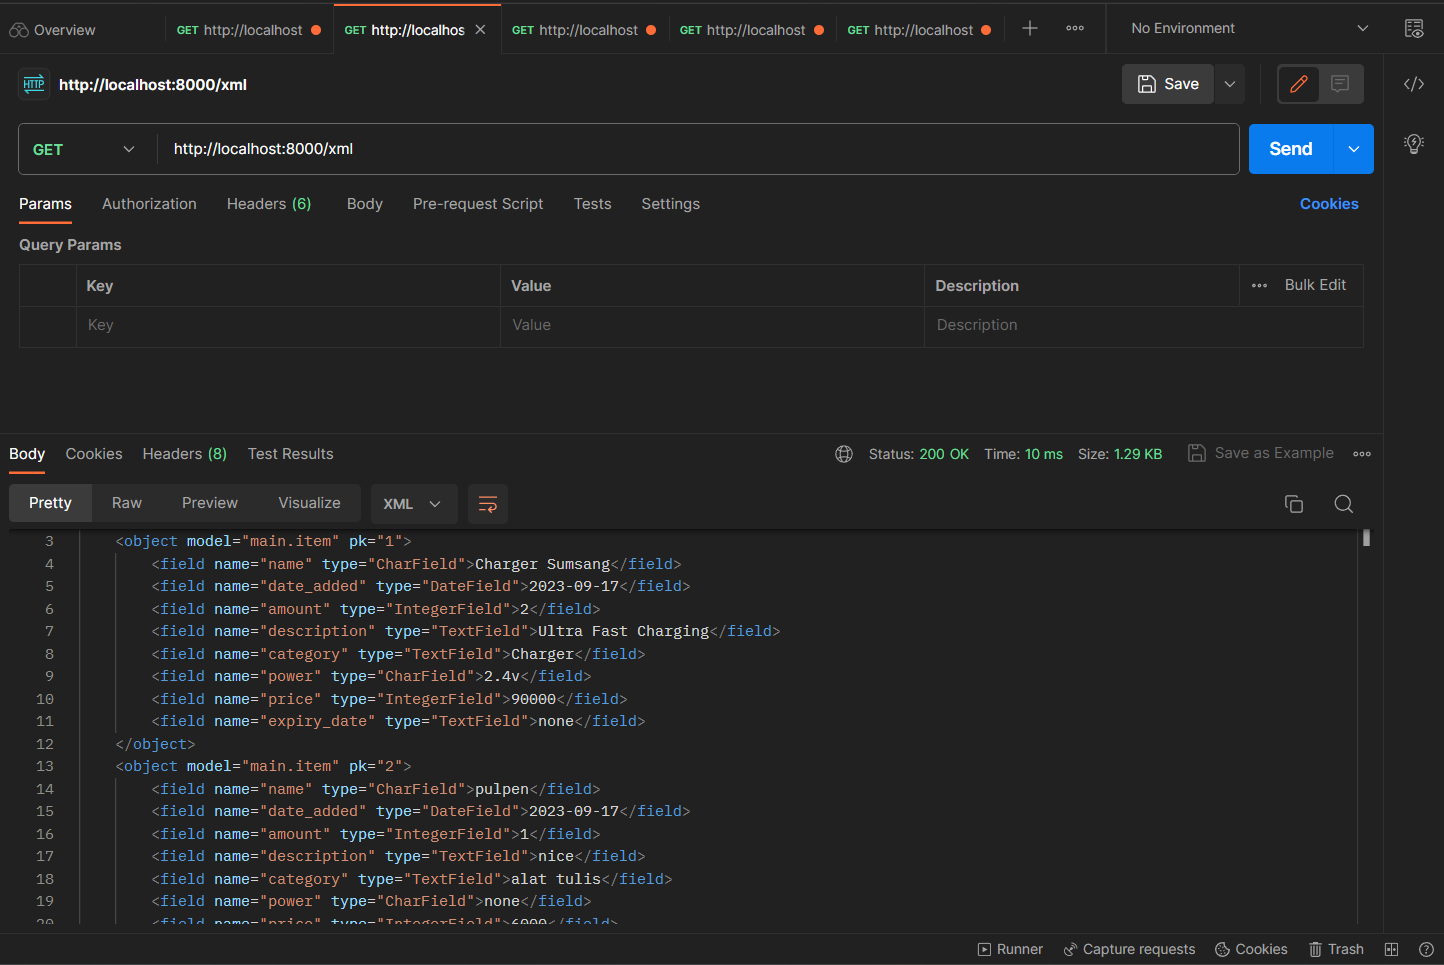 Overview
GET http://localhost
GET http://localhos
GET http://localhost
GET http://localhost
GET http://localhost
No Environment
HTTP http://localhost:8000/xml
Save
GET http://localhost:8000/xml
Send
Params Authorization Headers (6) Body Pre-request Script Tests Settings Cookies
Query Params
Key Value Description Bulk Edit
Key Value Description
Body Cookies Headers (8) Test Results Status: 200 OK Time: 10 ms Size: 1.29 KB Save as Example
Pretty Raw Preview Visualize XML
3 <object model="main.item" pk="1">
4 <field name="name" type="CharField">Charger Sumsang</field>
5 <field name="date_added" type="DateField">2023-09-17</field>
6 <field name="amount" type="IntegerField">2</field>
7 <field name="description" type="TextField">Ultra Fast Charging</field>
8 <field name="category" type="TextField">Charger</field>
9 <field name="power" type="CharField">2.4v</field>
10 <field name="price" type="IntegerField">90000</field>
11 <field name="expiry_date" type="TextField">none</field>
12 </object>
13 <object model="main.item" pk="2">
14 <field name="name" type="CharField">pulpen</field>
15 <field name="date_added" type="DateField">2023-09-17</field>
16 <field name="amount" type="IntegerField">1</field>
17 <field name="description" type="TextField">nice</field>
18 <field name="category" type="TextField">alat tulis</field>
19 <field name="power" type="CharField">none</field>
20 <field name="price" type="IntegerField">6000</field>
Runner Capture requests Cookies Trash